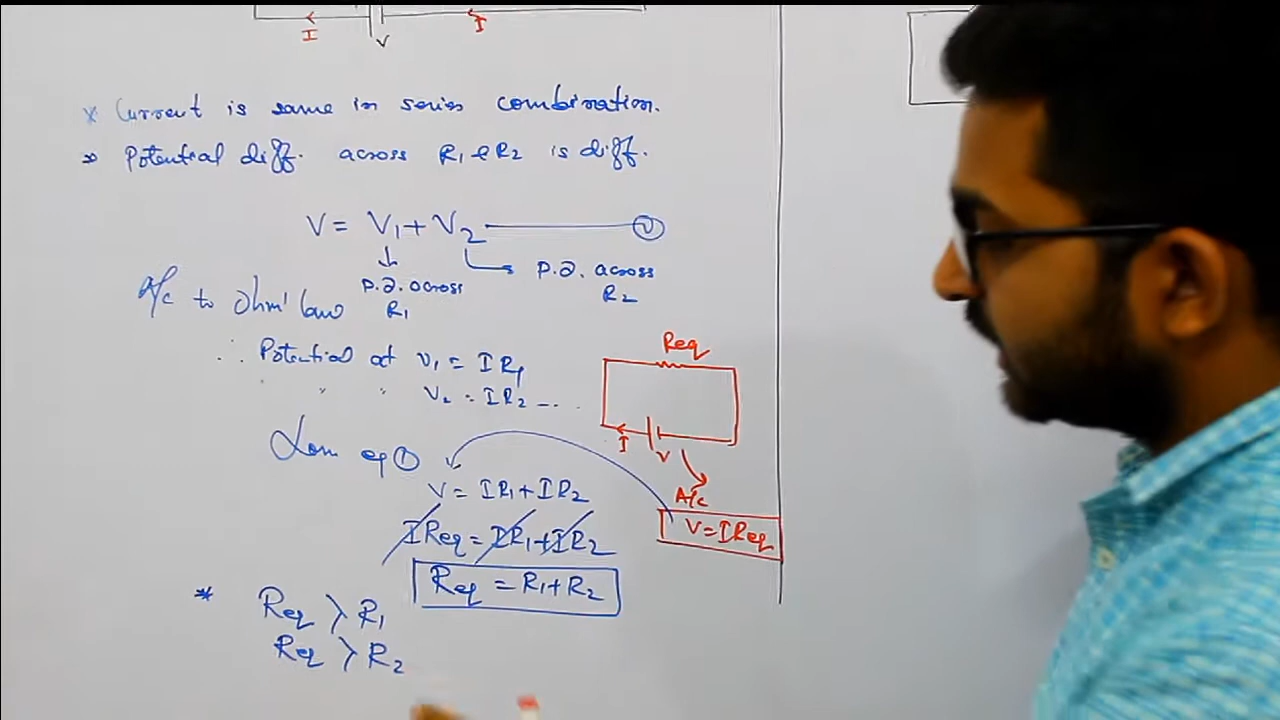 I V I
* Current is same in series combination.
* Potential diff. across R1 & R2 is diff.
V = V1 + V2 1
p.d. across R1
p.d. across R2
A/c to ohm' law
∴ Potential at v1 = IR1
" " V2 = IR2 ...
from eq 1
V = IR1 + IR2
IReq = IR1 + IR2
Req = R1 + R2
* Req > R1
Req > R2
Req
I V
A/c
V = IReq